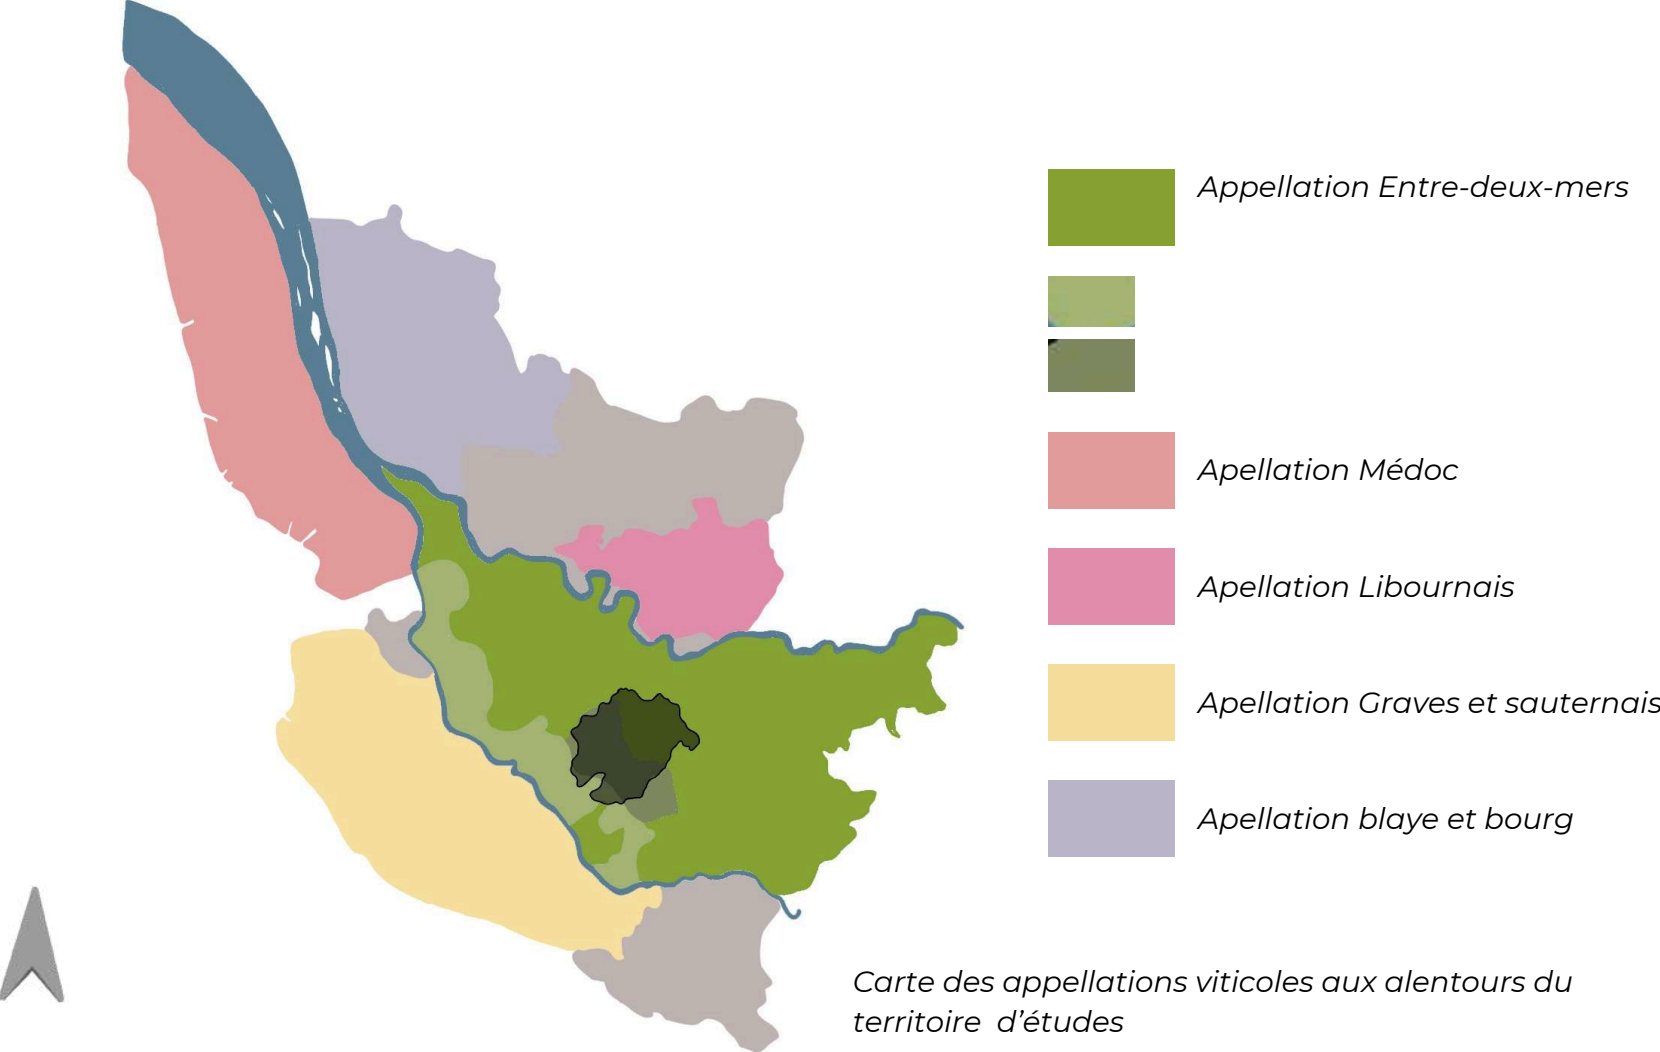 Appellation Entre-deux-mers
Apellation Médoc
Apellation Libournais
Apellation Graves et sauternais
Apellation blaye et bourg
Carte des appellations viticoles aux alentours du
territoire d’études